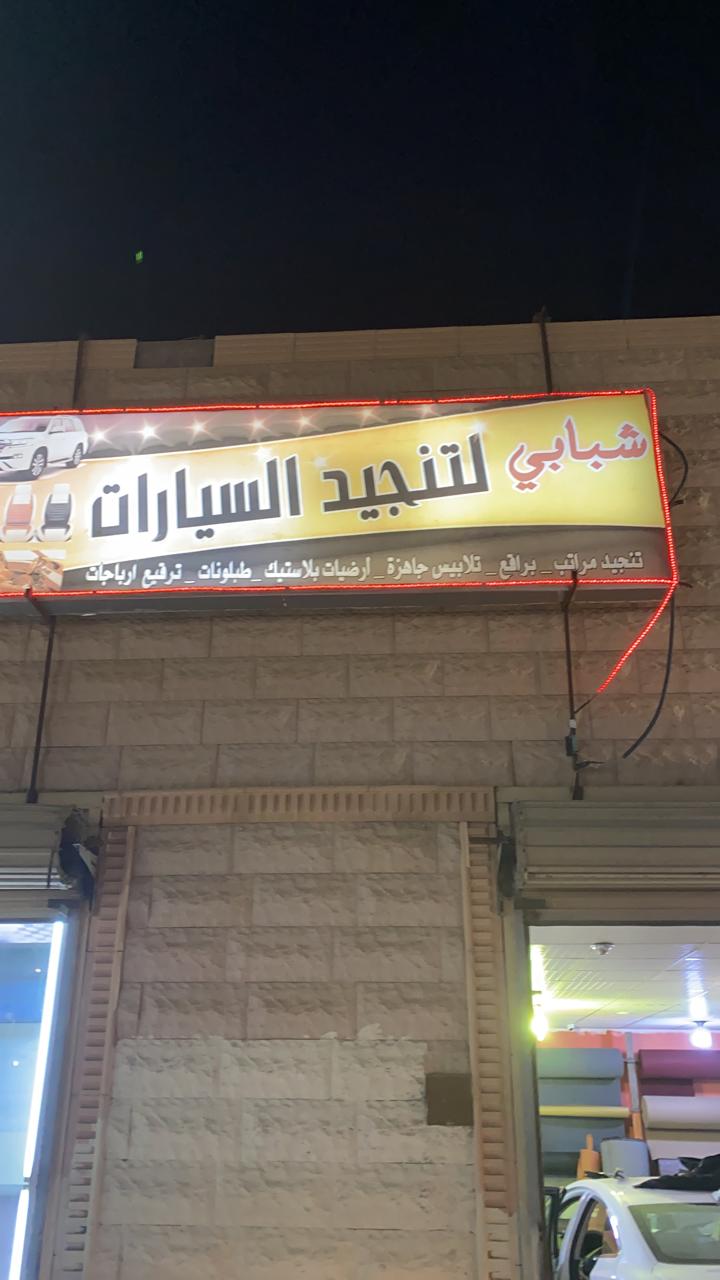 شبابي لتنجيد السيارات
تنجيد مراتب _ براقع _ تلابيس جاهزة _ ارضيات بلاستيك _ طبلونات _ ترقيع ارباجات